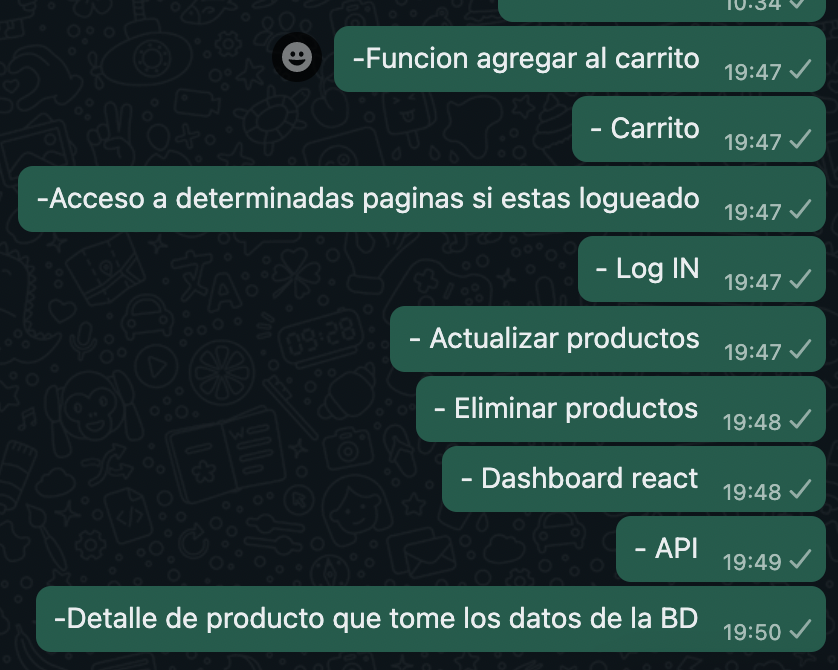 10:34
-Funcion agregar al carrito 19:47
- Carrito 19:47
-Acceso a determinadas paginas si estas logueado 19:47
- Log IN 19:47
- Actualizar productos 19:47
- Eliminar productos 19:48
- Dashboard react 19:48
- API 19:49
-Detalle de producto que tome los datos de la BD 19:50